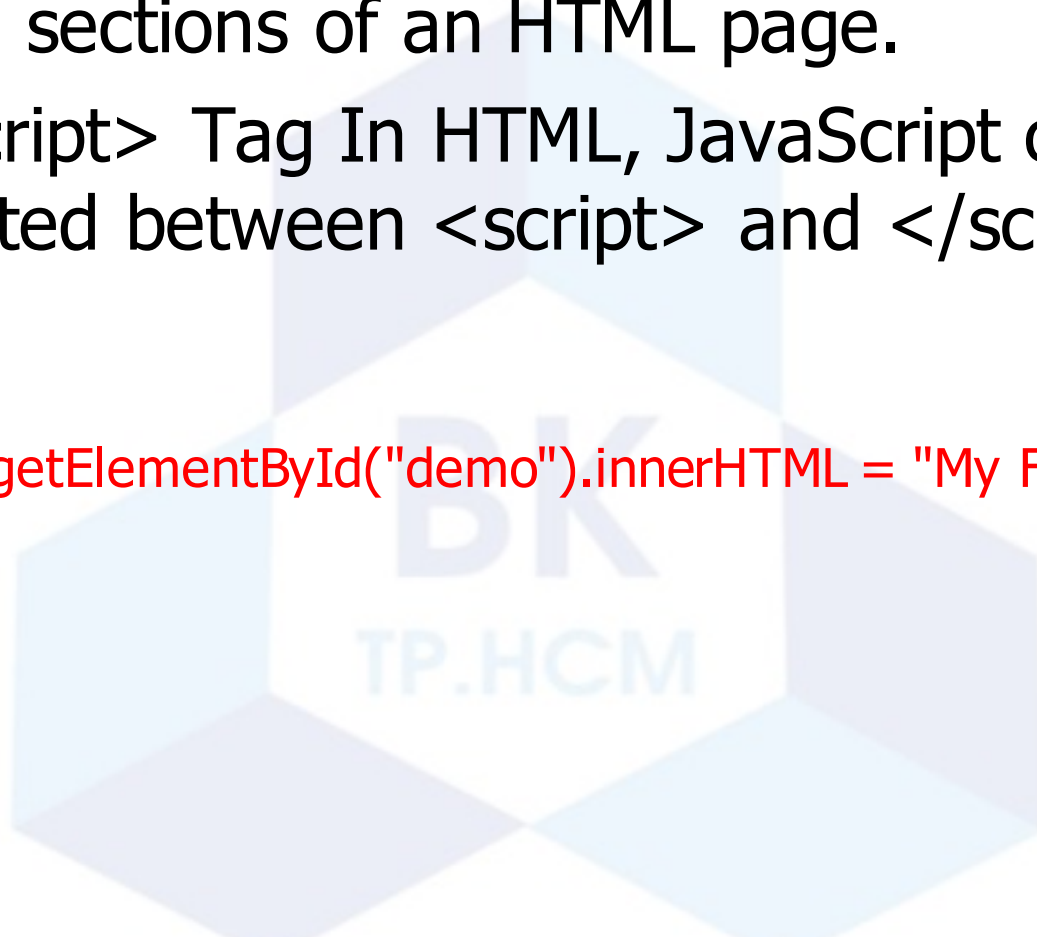 sections of an HTML page.
ript> Tag In HTML, JavaScript
ted between <script> and </sc
getElementById("demo").innerHTML = "My F
BK
TP.HCM